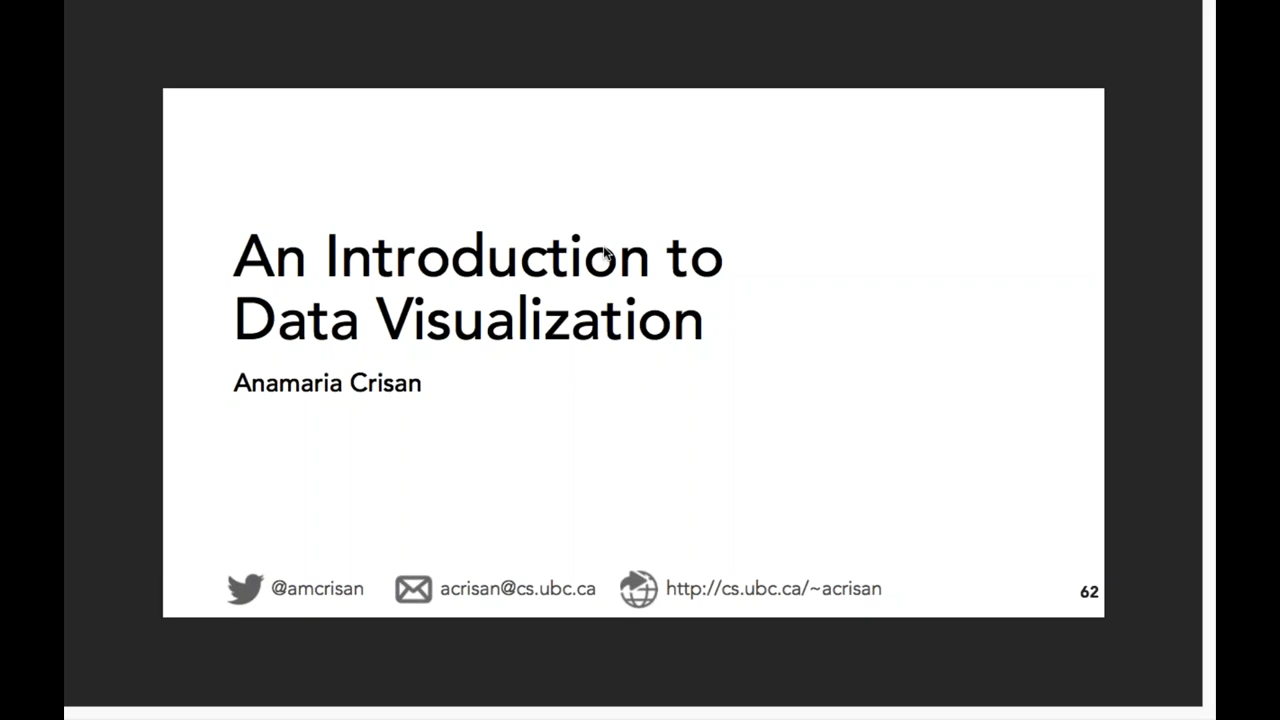 An Introduction to
Data Visualization
Anamaria Crisan
@amcrisan acrisan@cs.ubc.ca http://cs.ubc.ca/~acrisan 62